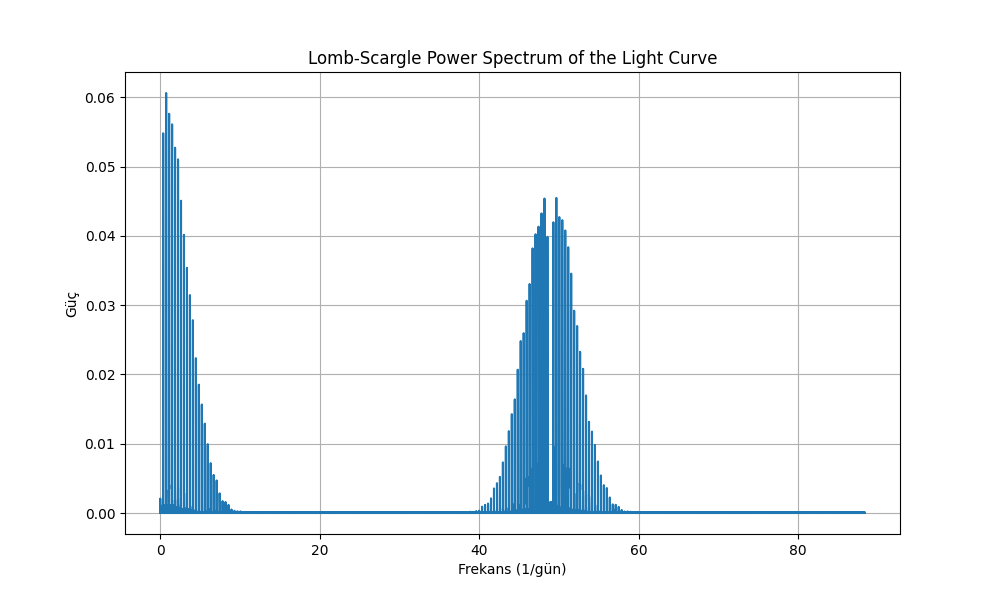 Lomb-Scargle Power Spectrum of the Light Curve
0.06
0.05
0.04
0.03
0.02
0.01
0.00
Güç
0 20 40 60 80
Frekans (1/gün)